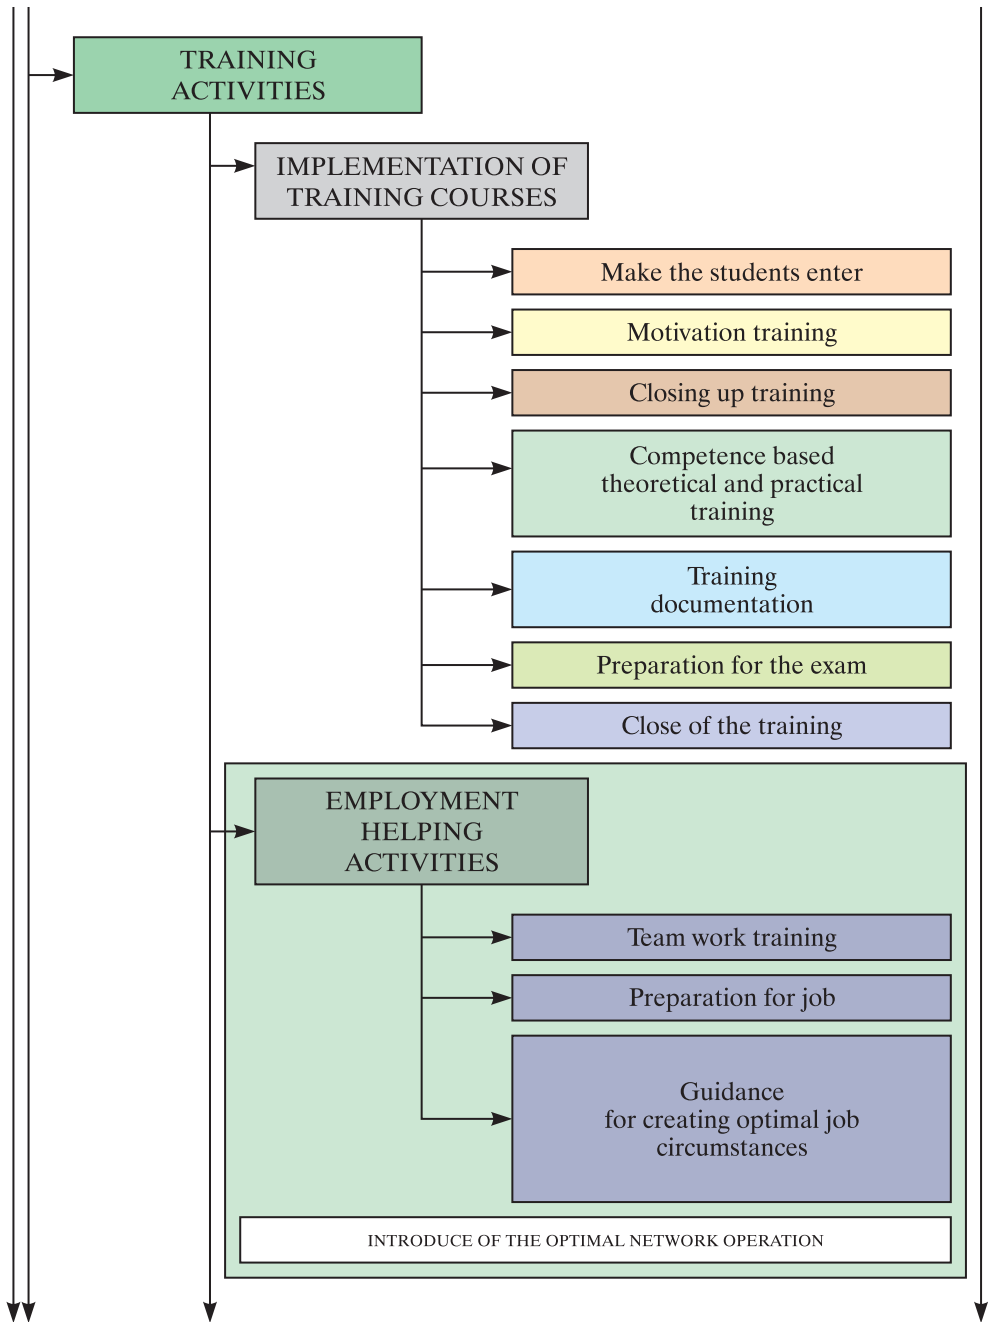 TRAINING
ACTIVITIES
IMPLEMENTATION OF
TRAINING COURSES
Make the students enter
Motivation training
Closing up training
Competence based
theoretical and practical
training
Training
documentation
Preparation for the exam
Close of the training
EMPLOYMENT
HELPING
ACTIVITIES
Team work training
Preparation for job
Guidance
for creating optimal job
circumstances
INTRODUCE OF THE OPTIMAL NETWORK OPERATION